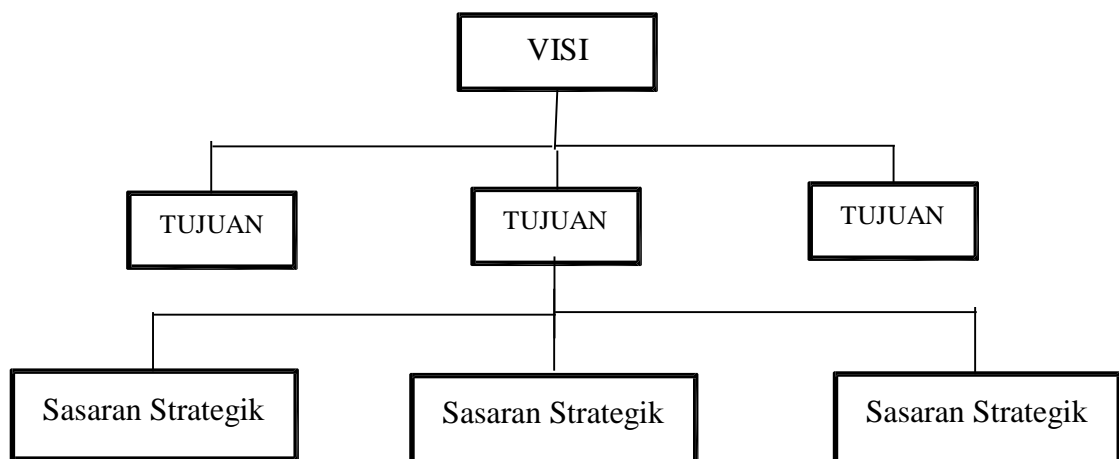 VISI
TUJUAN
TUJUAN
TUJUAN
Sasaran Strategik
Sasaran Strategik
Sasaran Strategik